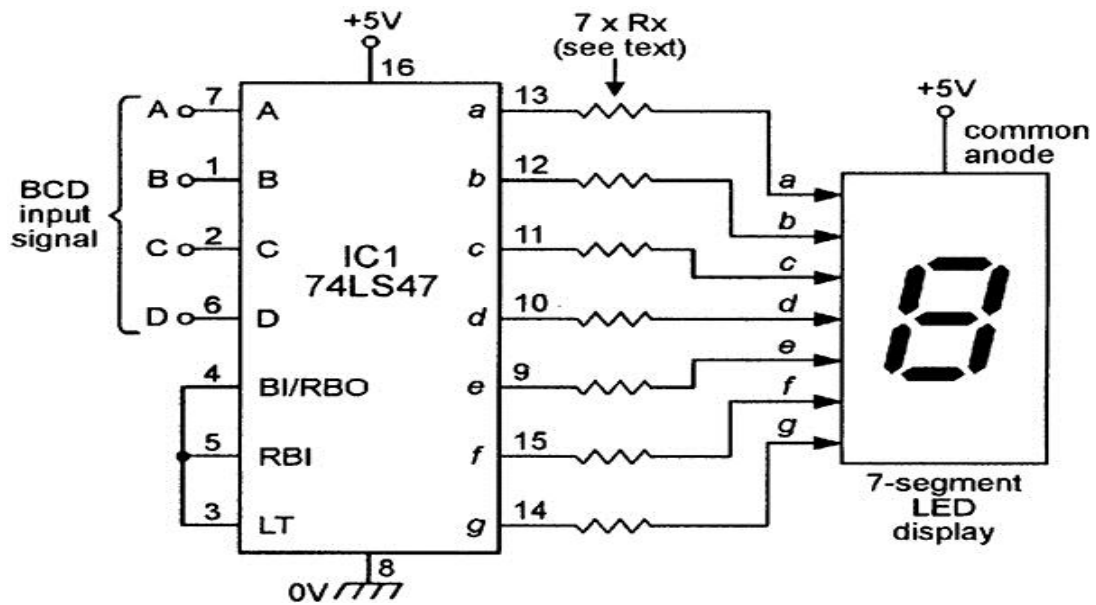 +5V
16
7 x Rx
(see text)
BCD
input
signal
A 7 A
B 1 B
C 2 C
D 6 D
4 BI/RBO
5 RBI
3 LT
IC1
74LS47
a 13
b 12
c 11
d 10
e 9
f 15
g 14
8
0V
+5V
common
anode
a
b
c
d
e
f
g
7-segment
LED
display